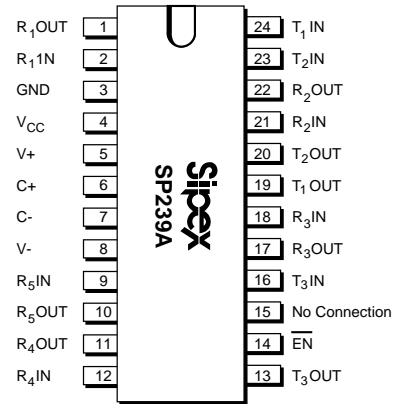 R1OUT 1 24 T1 IN
R1 1N 2 23 T2IN
GND 3 22 R2OUT
VCC 4 21 R2IN
V+ 5 20 T2OUT
C+ 6 19 T1 OUT
C- 7 18 R3IN
V- 8 17 R3OUT
R5IN 9 16 T3IN
R5OUT 10 15 No Connection
R4OUT 11 14 EN
R4IN 12 13 T3OUT
Sipex
SP239A